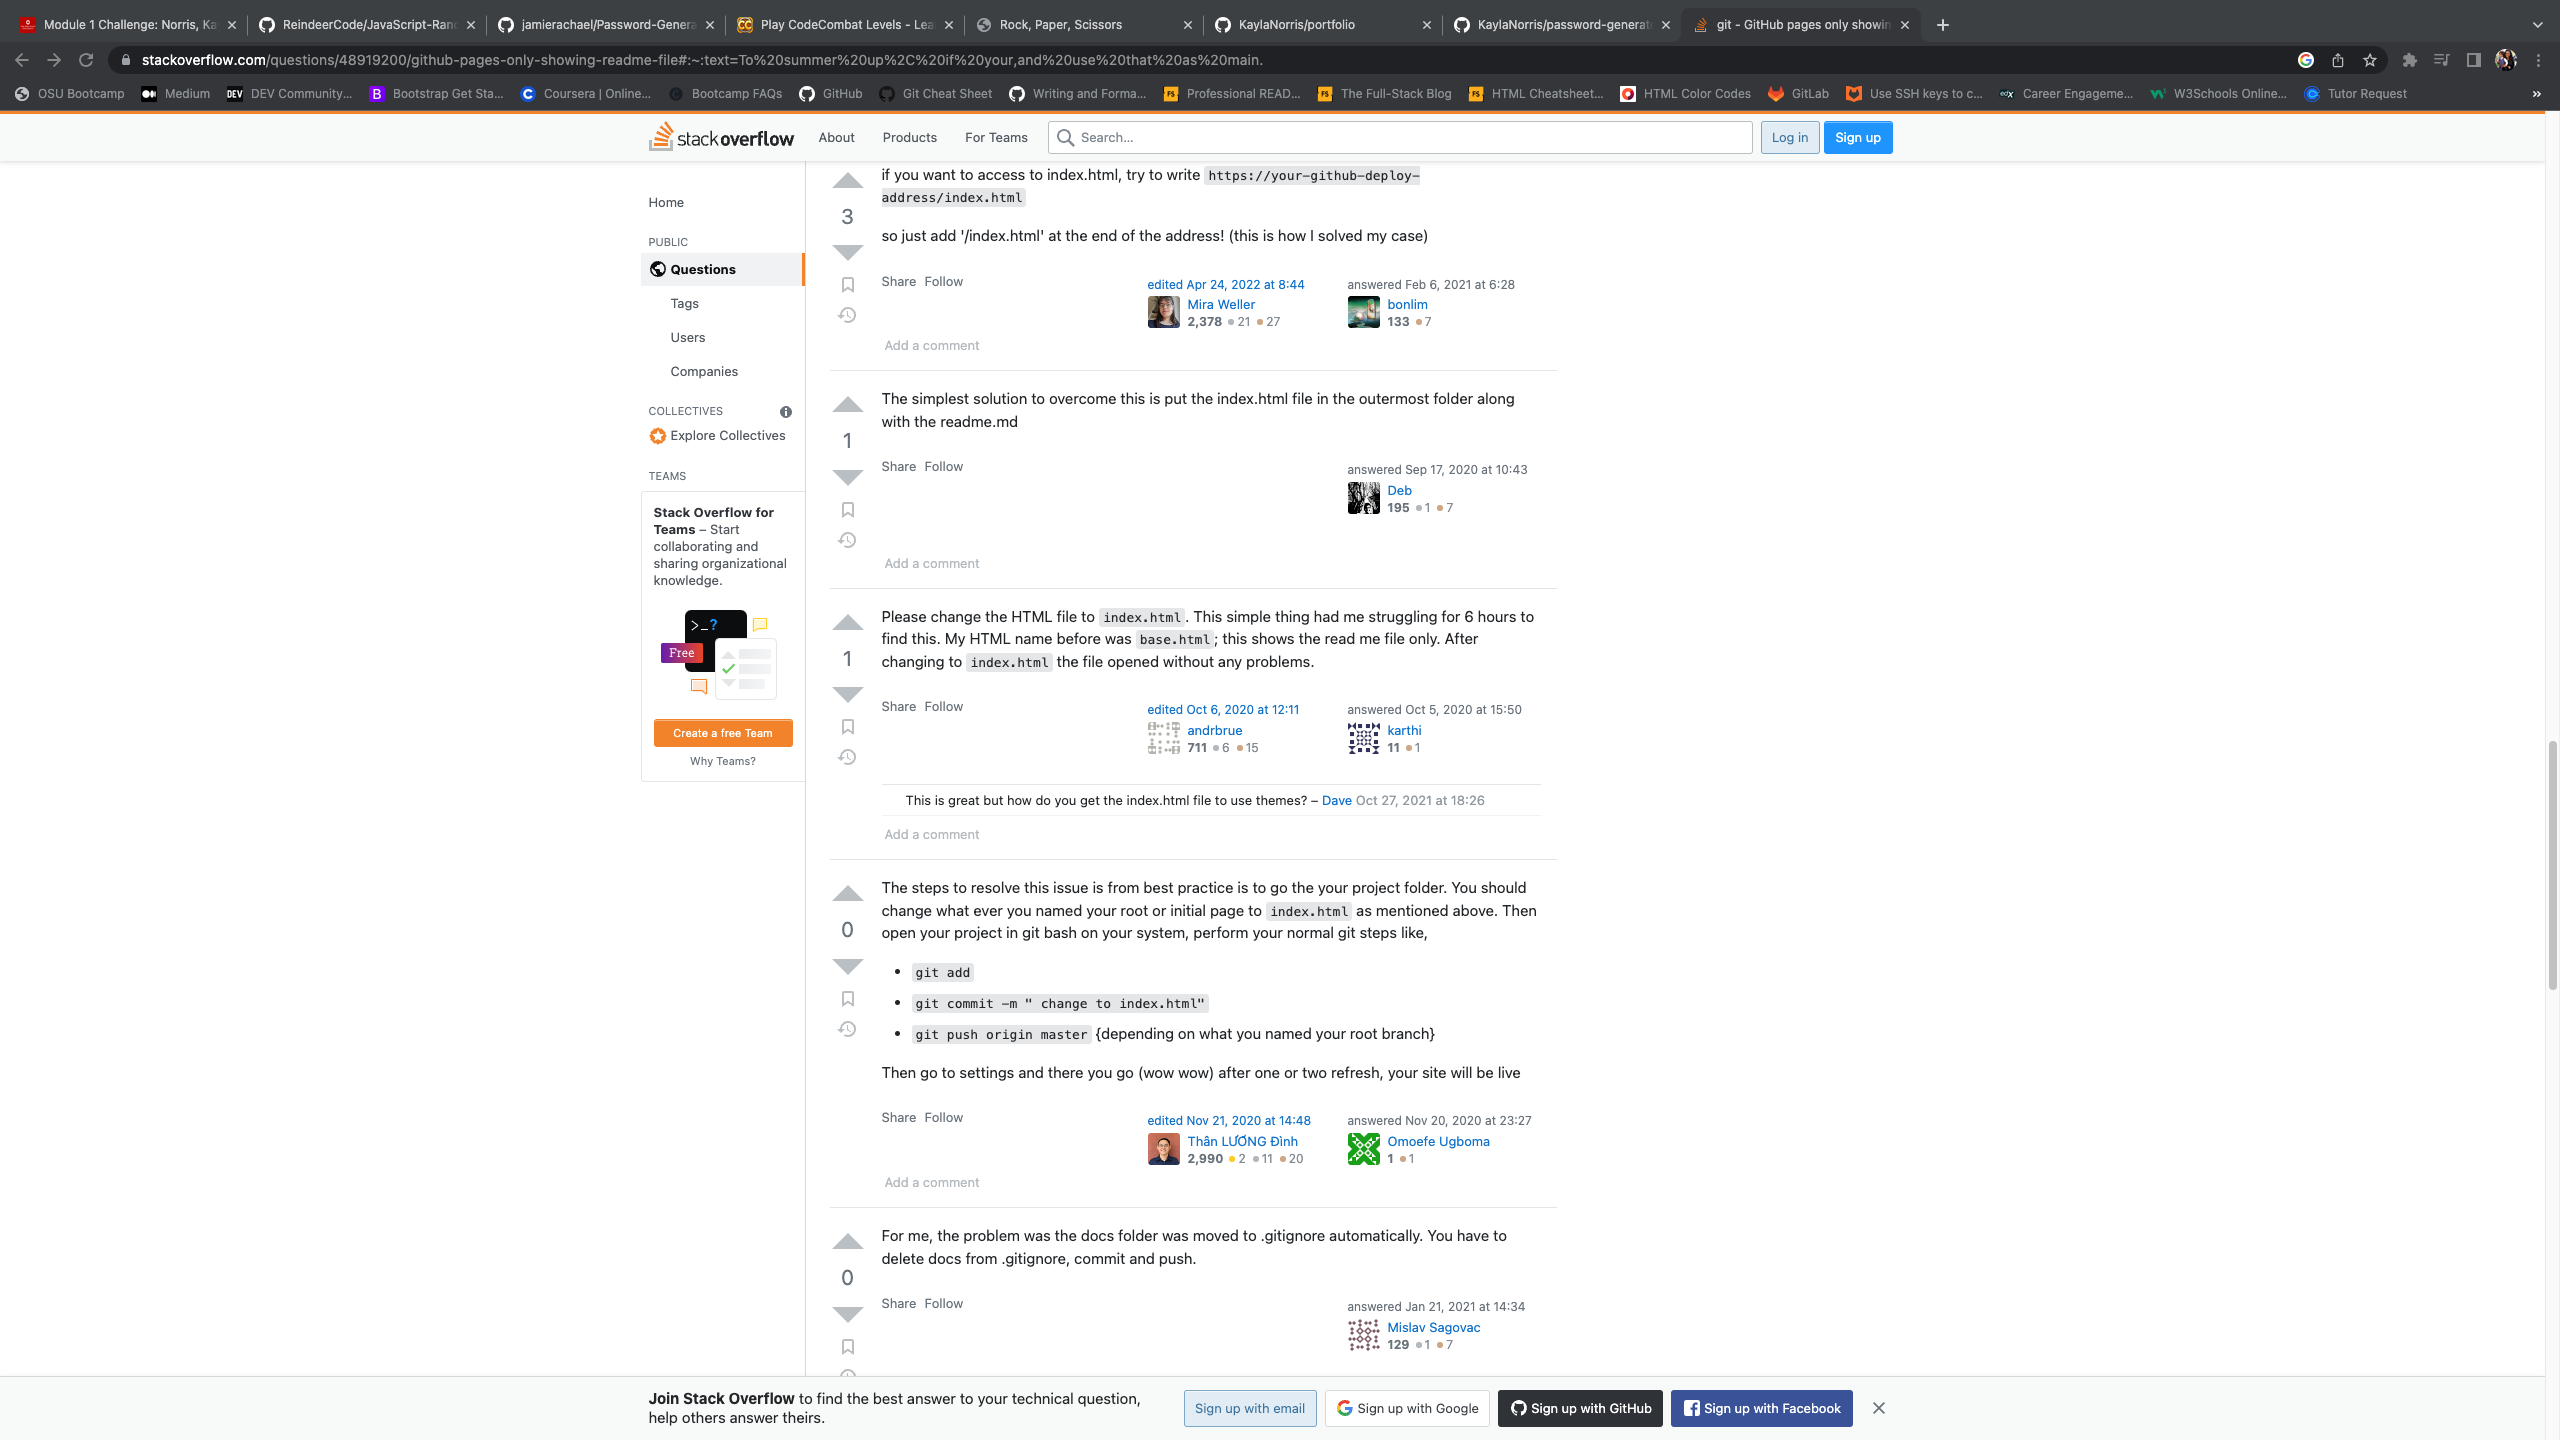 Module 1 Challenge: Norris, Ka
ReindeerCode/JavaScript-Ran
jamierachael/Password-Genera
Play CodeCombat Levels - Lea
Rock, Paper, Scissors
KaylaNorris/portfolio
KaylaNorris/password-generat
git - GitHub pages only showin
stackoverflow.com/questions/48919200/github-pages-only-showing-readme-file#:~:text=To%20summer%20up%2C%20if%20your,and%20use%20that%20as%20main.
OSU Bootcamp
Medium
DEV Community...
Bootstrap Get Sta...
Coursera | Online...
Bootcamp FAQs
GitHub
Git Cheat Sheet
Writing and Forma...
Professional READ...
The Full-Stack Blog
HTML Cheatsheet...
HTML Color Codes
GitLab
Use SSH keys to c...
Career Engageme...
W3Schools Online...
Tutor Request
»
stackoverflow
About
Products
For Teams
Search...
Log in
Sign up
Home
PUBLIC
Questions
Tags
Users
Companies
COLLECTIVES
Explore Collectives
TEAMS
Stack Overflow for
Teams – Start
collaborating and
sharing organizational
knowledge.
>_?
Free
Create a free Team
Why Teams?
if you want to access to index.html, try to write https://your-github-deploy-
address/index.html
3
so just add '/index.html' at the end of the address! (this is how I solved my case)
Share Follow
edited Apr 24, 2022 at 8:44
Mira Weller
2,378 21 27
answered Feb 6, 2021 at 6:28
bonlim
133 7
Add a comment
The simplest solution to overcome this is put the index.html file in the outermost folder along
with the readme.md
1
Share Follow
answered Sep 17, 2020 at 10:43
Deb
195 1 7
Add a comment
Please change the HTML file to index.html. This simple thing had me struggling for 6 hours to
find this. My HTML name before was base.html; this shows the read me file only. After
changing to index.html the file opened without any problems.
1
Share Follow
edited Oct 6, 2020 at 12:11
andrbrue
711 6 15
answered Oct 5, 2020 at 15:50
karthi
11 1
This is great but how do you get the index.html file to use themes? – Dave Oct 27, 2021 at 18:26
Add a comment
The steps to resolve this issue is from best practice is to go the your project folder. You should
change what ever you named your root or initial page to index.html as mentioned above. Then
open your project in git bash on your system, perform your normal git steps like,
0
• git add
• git commit -m " change to index.html"
• git push origin master {depending on what you named your root branch}
Then go to settings and there you go (wow wow) after one or two refresh, your site will be live
Share Follow
edited Nov 21, 2020 at 14:48
Thân LƯƠNG Đình
2,990 2 11 20
answered Nov 20, 2020 at 23:27
Omoefe Ugboma
1 1
Add a comment
For me, the problem was the docs folder was moved to .gitignore automatically. You have to
delete docs from .gitignore, commit and push.
0
Share Follow
answered Jan 21, 2021 at 14:34
Mislav Sagovac
129 1 7
Join Stack Overflow to find the best answer to your technical question,
help others answer theirs.
Sign up with email
Sign up with Google
Sign up with GitHub
Sign up with Facebook